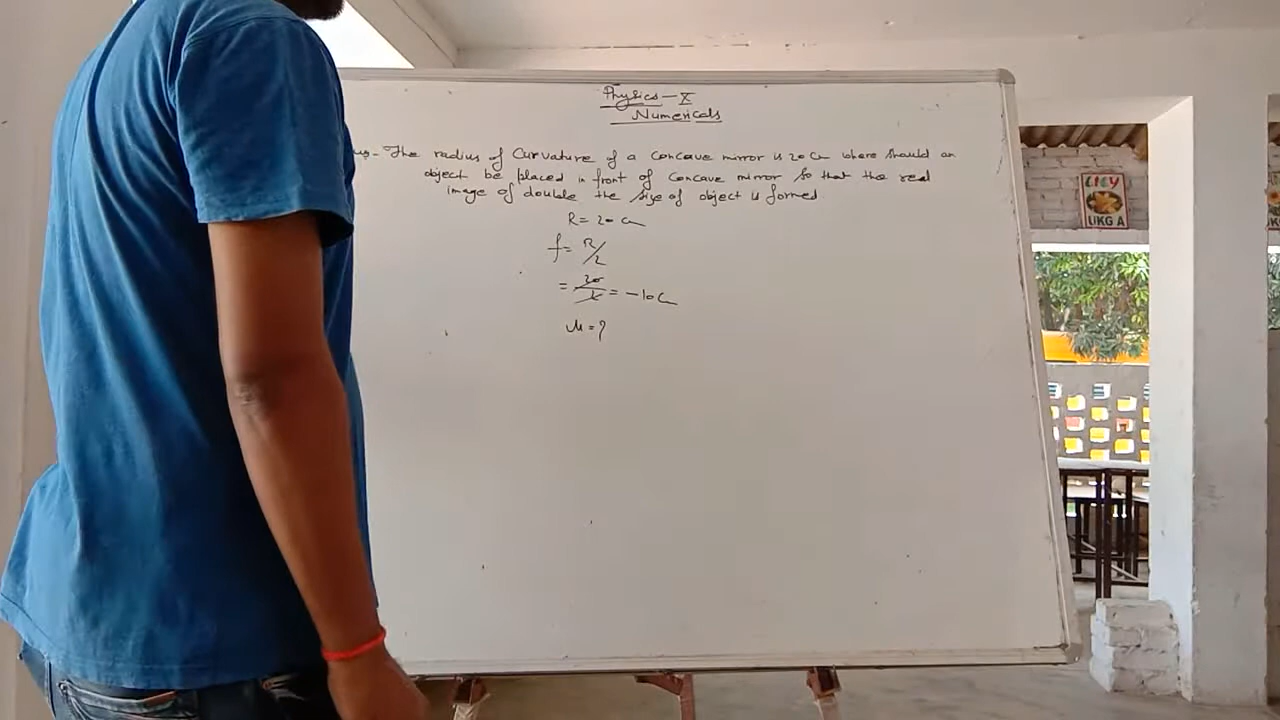 Physics - X
Numericals
The radius of Curvature of a Concave mirror is 20 cm where should an
object be placed in front of Concave mirror so that the real
image of double the size of object is formed
R = 20 cm
f = R/2
= 20/2 = -10 cm
u = ?
LILY
UKG A